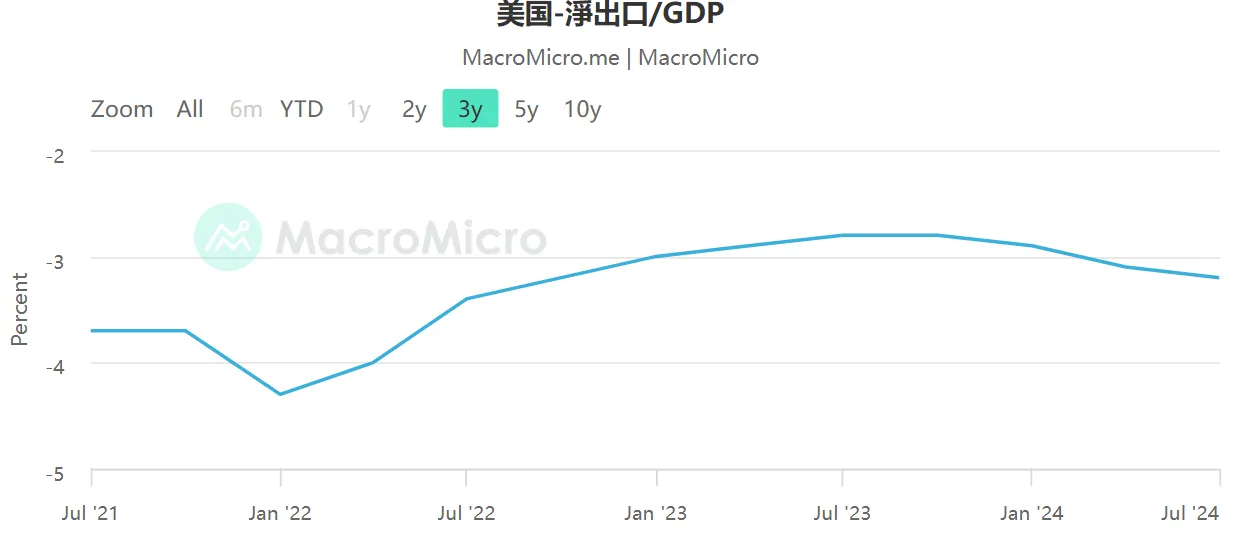 美国-淨出口/GDP
MacroMicro.me | MacroMicro
Zoom All 6m YTD 1y 2y 3y 5y 10y
-2
MacroMicro
-3
Percent
-4
-5
Jul '21 Jan '22 Jul '22 Jan '23 Jul '23 Jan '24 Jul '24